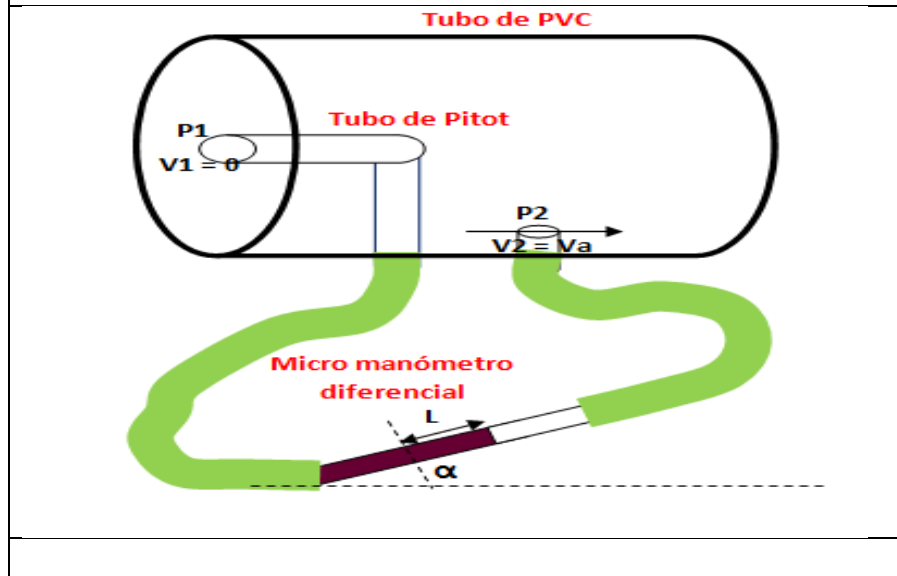 Tubo de PVC
Tubo de Pitot
P1
V1 = 0
P2
V2 = Va
Micro manómetro
diferencial
L
α